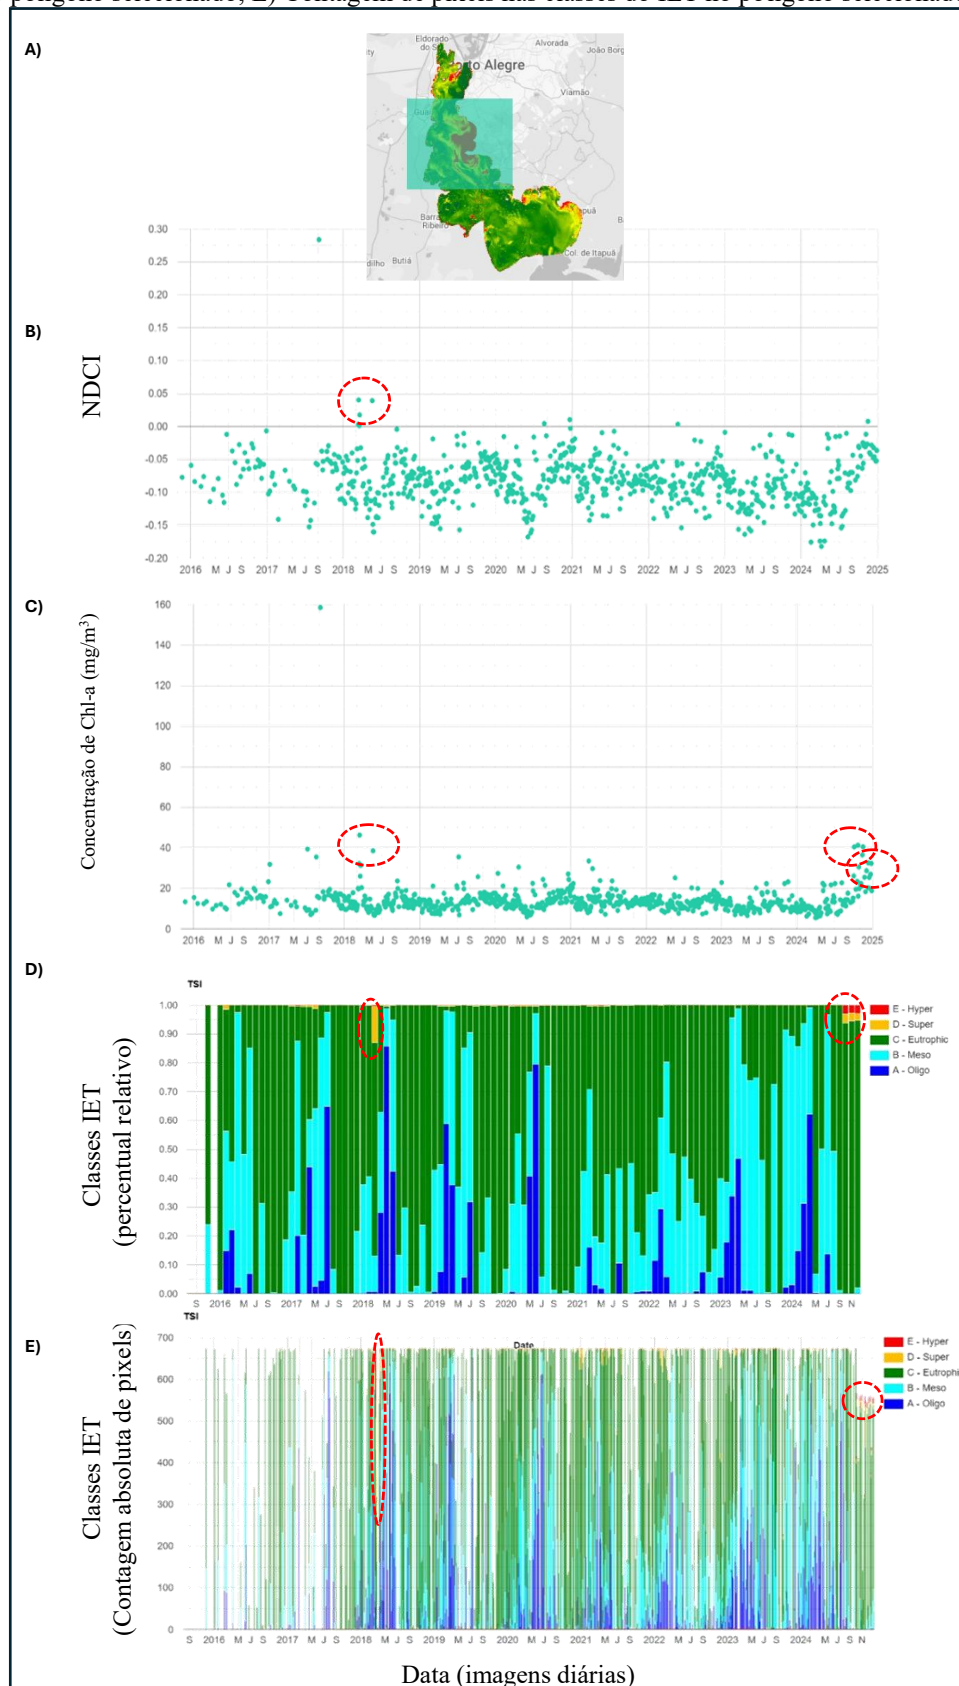 A)
Eldorado
Alvorada
João Borg
Porto Alegre
Viamão
Barra
Ribeiro
Butiá
Col. de Itapuã
B)
NDCI
0.30
0.25
0.20
0.15
0.10
0.05
0.00
-0.05
-0.10
-0.15
-0.20
2016 M J S 2017 M J S 2018 M J S 2019 M J S 2020 M J S 2021 M J S 2022 M J S 2023 M J S 2024 M J S 2025
C)
Concentração de Chl-a (mg/m³)
160
140
120
100
80
60
40
20
0
2016 M J S 2017 M J S 2018 M J S 2019 M J S 2020 M J S 2021 M J S 2022 M J S 2023 M J S 2024 M J S 2025
D)
TSI
Classes IET
(percentual relativo)
1.00
0.90
0.80
0.70
0.60
0.50
0.40
0.30
0.20
0.10
0.00
E - Hyper
D - Super
C - Eutrophic
B - Meso
A - Oligo
S 2016 M J S 2017 M J S 2018 M J S 2019 M J S 2020 M J S 2021 M J S 2022 M J S 2023 M J S 2024 M J S N
TSI
E)
Classes IET
(Contagem absoluta de pixels)
Date
700
600
500
400
300
200
100
0
E - Hyper
D - Super
C - Eutrophic
B - Meso
A - Oligo
S 2016 M J S 2017 M J S 2018 M J S 2019 M J S 2020 M J S 2021 M J S 2022 M J S 2023 M J S 2024 M J S N
Data (imagens diárias)